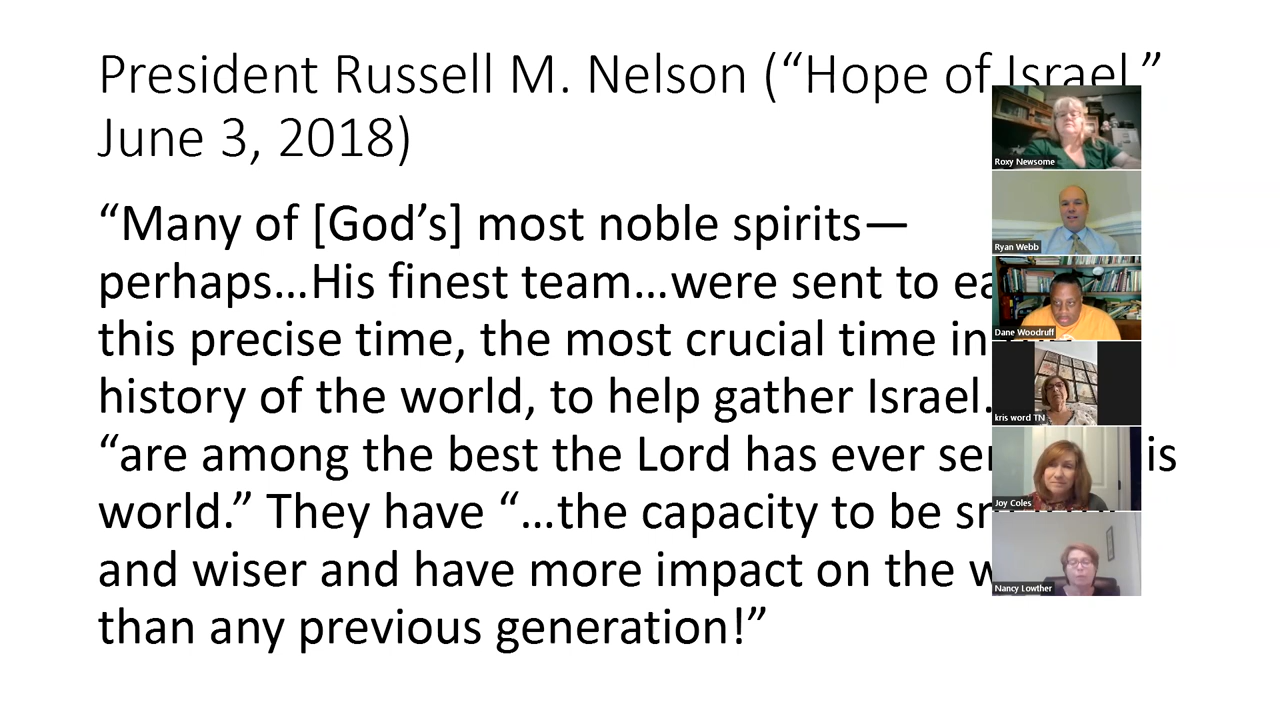 President Russell M. Nelson (“Hope of Israel,”
June 3, 2018)
“Many of [God’s] most noble spirits—
perhaps…His finest team…were sent to
this precise time, the most crucial time in
history of the world, to help gather Israel.
“are among the best the Lord has ever is
world.” They have “…the capacity to be
and wiser and have more impact on the
than any previous generation!”
Roxy Newsome
Ryan Webb
Dane Woodruff
kris word TN
Joy Coles
Nancy Lowther